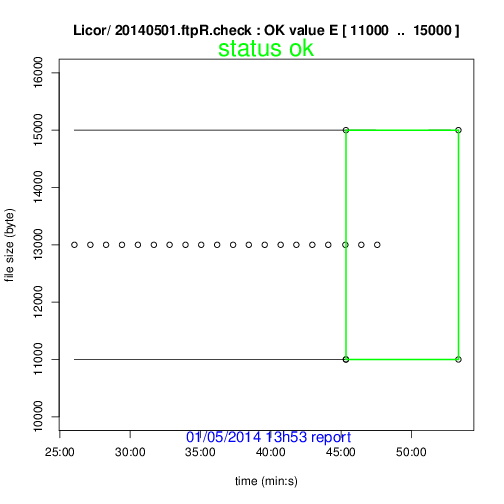 Licor/ 20140501.ftpR.check : OK value E [ 11000 .. 15000 ]
status ok
16000
15000
14000
13000
12000
11000
10000
file size (byte)
01/05/2014 13h53 report
25:00 30:00 35:00 40:00 45:00 50:00
time (min:s)